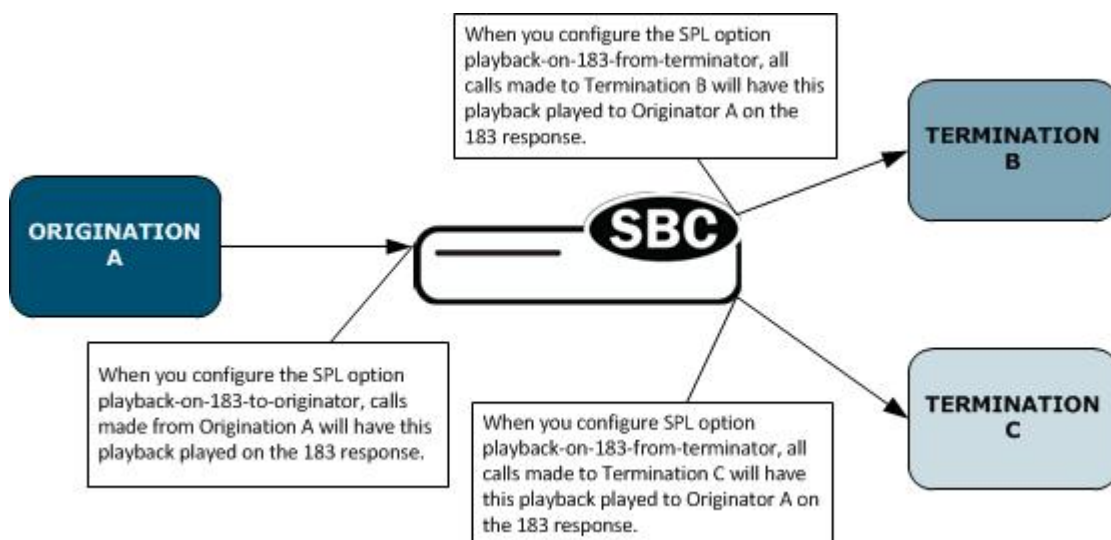 When you configure the SPL option
playback-on-183-from-terminator, all
calls made to Termination B will have this
playback played to Originator A on the
183 response.
TERMINATION
B
ORIGINATION
A
SBC
When you configure the SPL option
playback-on-183-to-originator, calls
made from Origination A will have this
playback played on the 183 response.
When you configure SPL option
playback-on-183-from-terminator, all
calls made to Termination C will have
this playback played to Originator A on
the 183 response.
TERMINATION
C